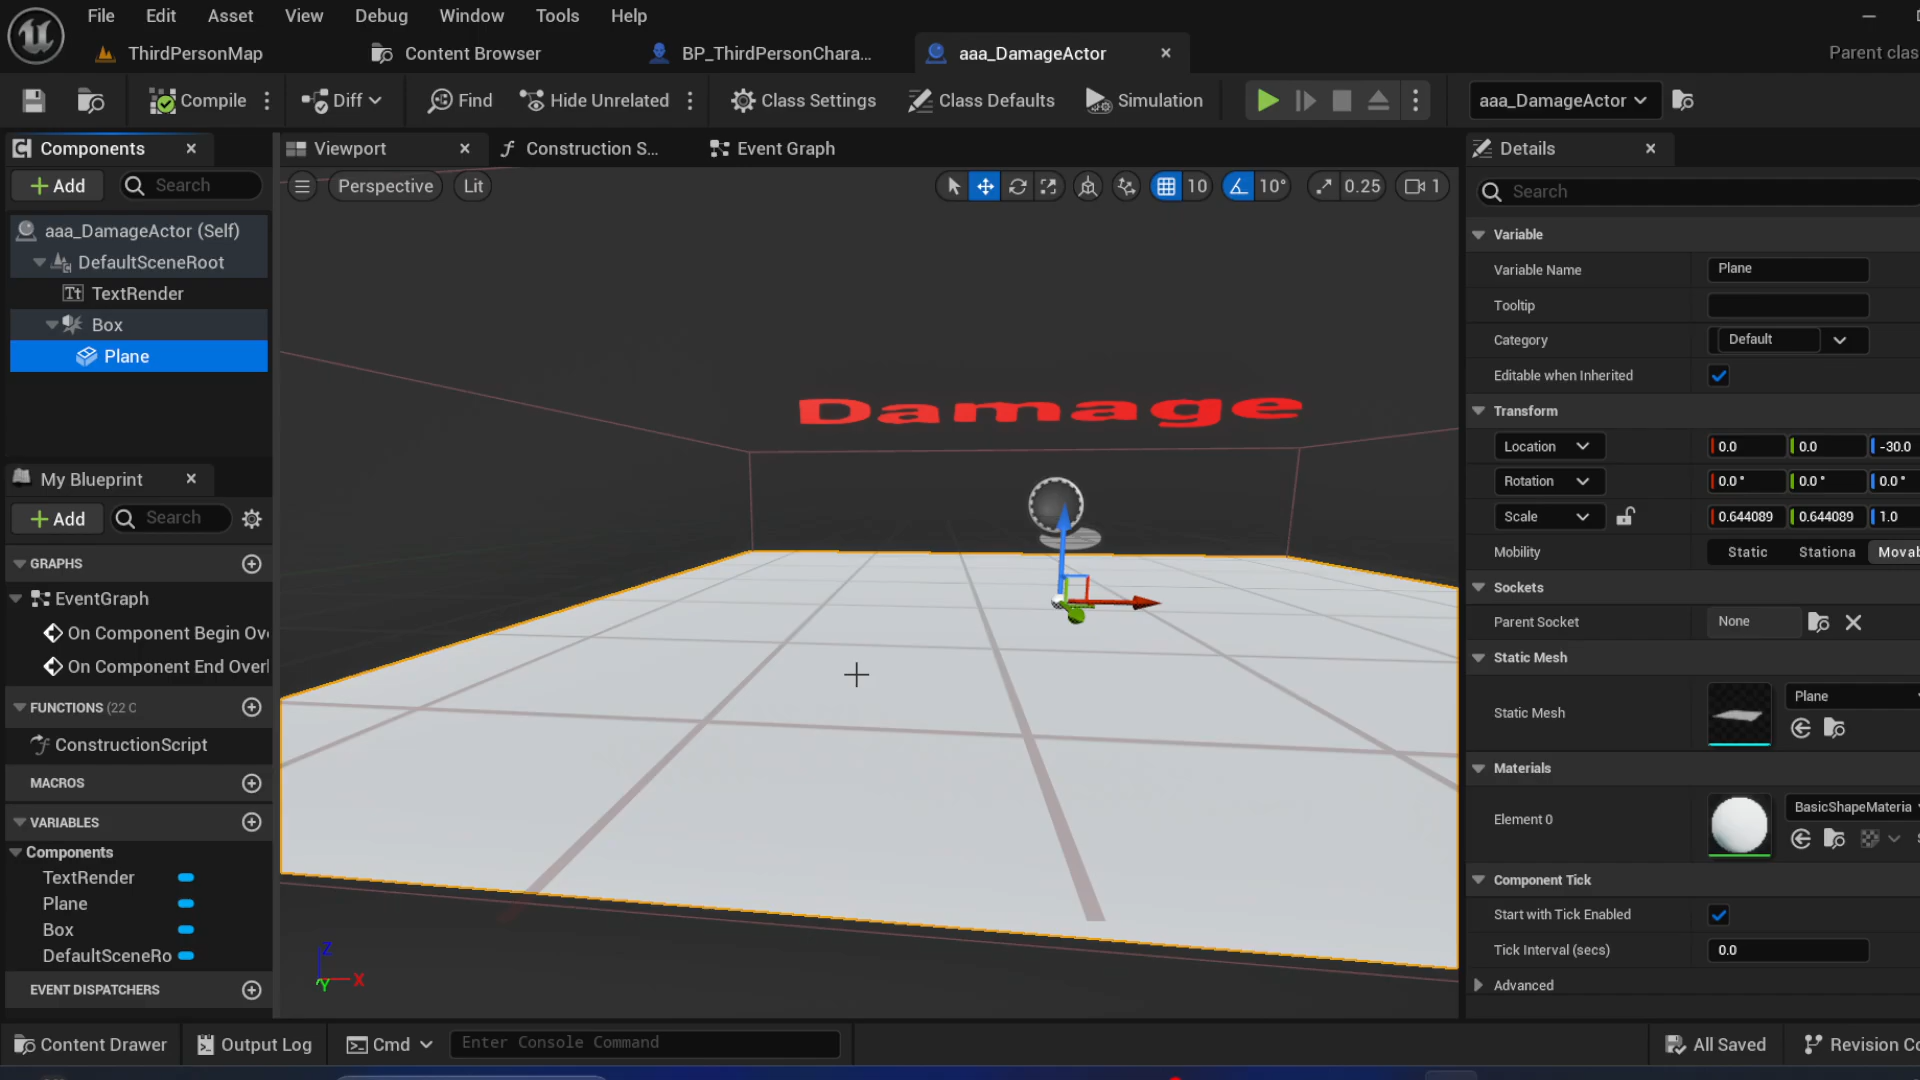 File Edit Asset View Debug Window Tools Help
ThirdPersonMap Content Browser BP_ThirdPersonChara... aaa_DamageActor Parent clas
Compile Diff Find Hide Unrelated Class Settings Class Defaults Simulation aaa_DamageActor
Components Viewport Construction S... Event Graph Details
Add Search Perspective Lit 10 10° 0.25 1 Search
aaa_DamageActor (Self)
DefaultSceneRoot
TextRender
Box
Plane
Damage
My Blueprint
Add Search
GRAPHS
EventGraph
On Component Begin Ov
On Component End Overl
FUNCTIONS (22 O
ConstructionScript
MACROS
VARIABLES
Components
TextRender
Plane
Box
DefaultSceneRo
EVENT DISPATCHERS
Z
X
Y
Variable
Variable Name Plane
Tooltip
Category Default
Editable when Inherited
Transform
Location 0.0 0.0 -30.0
Rotation 0.0° 0.0° 0.0°
Scale 0.644089 0.644089 1.0
Mobility Static Stationa Movab
Sockets
Parent Socket None
Static Mesh
Static Mesh Plane
Materials
Element 0 BasicShapeMateria
Component Tick
Start with Tick Enabled
Tick Interval (secs) 0.0
Advanced
Content Drawer Output Log Cmd Enter Console Command All Saved Revision Co